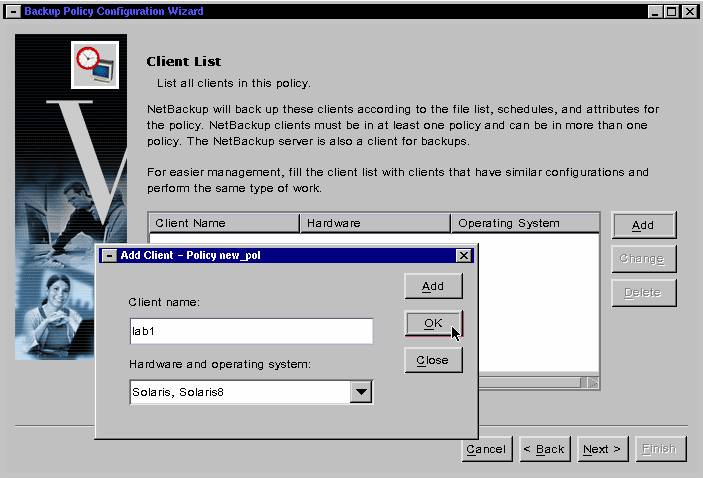 Backup Policy Configuration Wizard
Client List
List all clients in this policy.
NetBackup will back up these clients according to the file list, schedules, and attributes for
the policy. NetBackup clients must be in at least one policy and can be in more than one
policy. The NetBackup server is also a client for backups.
For easier management, fill the client list with clients that have similar configurations and
perform the same type of work.
Client Name Hardware Operating System
Add
Change
Delete
Add Client – Policy new_pol
Client name:
lab1
Hardware and operating system:
Solaris, Solaris8
Add
OK
Close
Cancel < Back Next > Finish